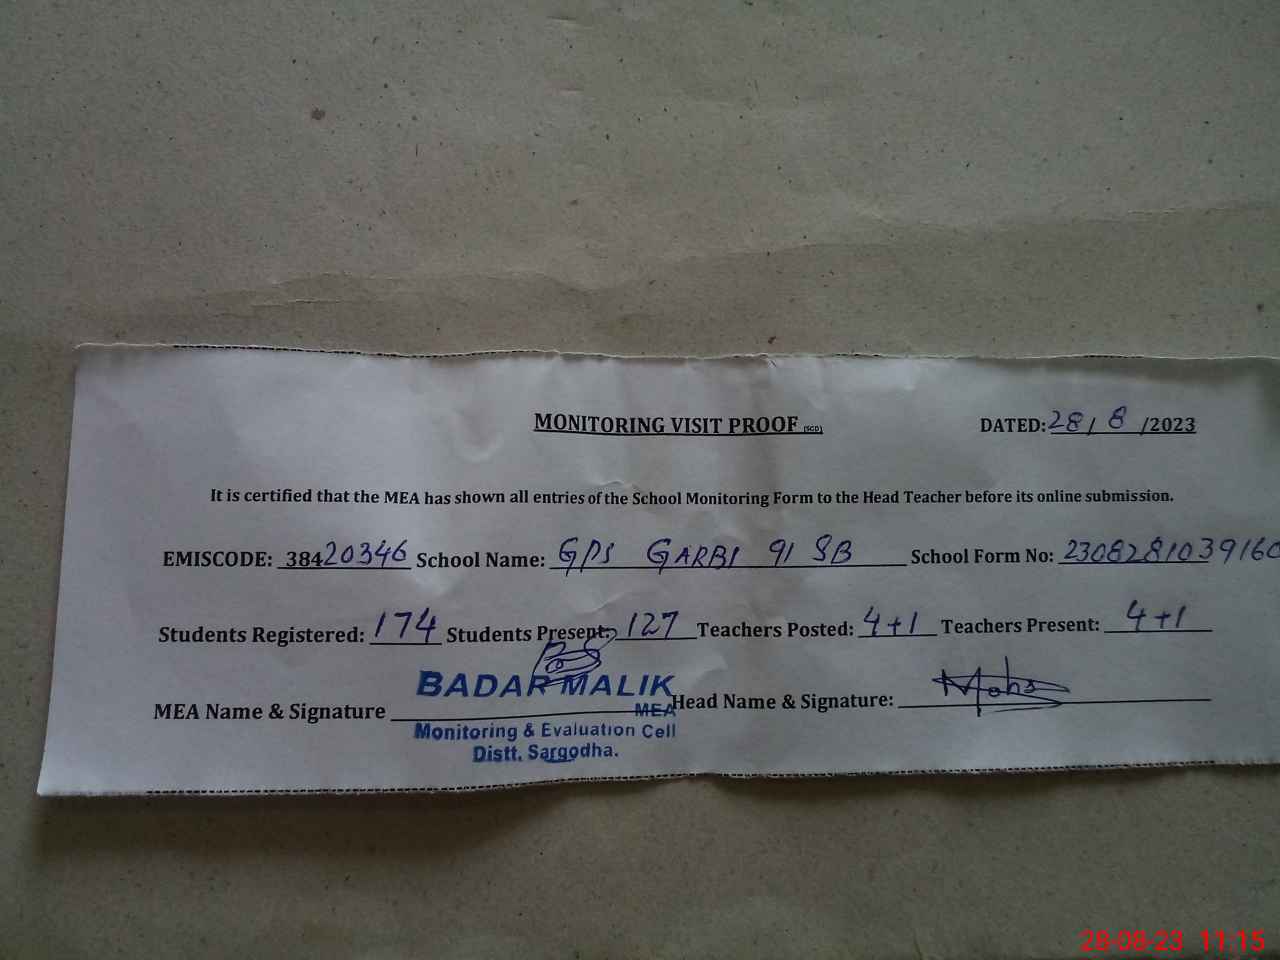 MONITORING VISIT PROOF (SGD) DATED: 28/ 8 /2023
It is certified that the MEA has shown all entries of the School Monitoring Form to the Head Teacher before its online submission.
EMISCODE: 38420346 School Name: GPS GARBI 91 SB School Form No: 2308281039160
Students Registered: 174 Students Present: 127 Teachers Posted: 4+1 Teachers Present: 4+1
BADAR MALIK
MEA Name & Signature MEA Head Name & Signature:
Monitoring & Evaluation Cell
Distt. Sargodha.
28-08-23 11:15